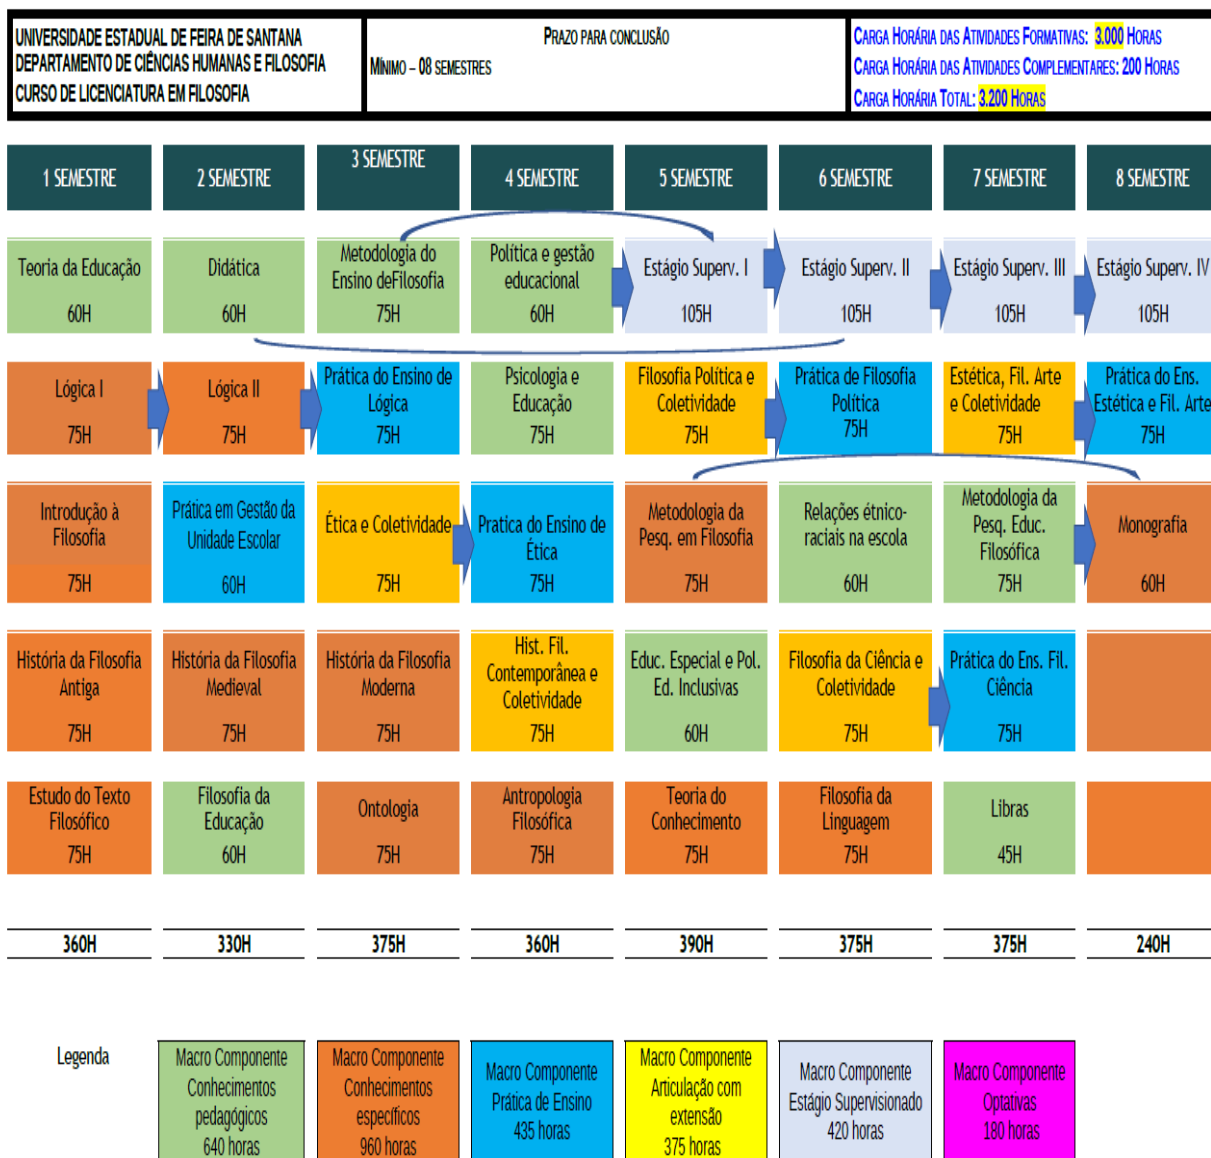 UNIVERSIDADE ESTADUAL DE FEIRA DE SANTANA
DEPARTAMENTO DE CIÊNCIAS HUMANAS E FILOSOFIA
CURSO DE LICENCIATURA EM FILOSOFIA
PRAZO PARA CONCLUSÃO
MÍNIMO – 08 SEMESTRES
CARGA HORÁRIA DAS ATIVIDADES FORMATIVAS: 3.000 HORAS
CARGA HORÁRIA DAS ATIVIDADES COMPLEMENTARES: 200 HORAS
CARGA HORÁRIA TOTAL: 3.200 HORAS
1 SEMESTRE
2 SEMESTRE
3 SEMESTRE
4 SEMESTRE
5 SEMESTRE
6 SEMESTRE
7 SEMESTRE
8 SEMESTRE
Teoria da Educação
60H
Didática
60H
Metodologia do
Ensino deFilosofia
75H
Política e gestão
educacional
60H
Estágio Superv. I
105H
Estágio Superv. II
105H
Estágio Superv. III
105H
Estágio Superv. IV
105H
Lógica I
75H
Lógica II
75H
Prática do Ensino de
Lógica
75H
Psicologia e
Educação
75H
Filosofia Política e
Coletividade
75H
Prática de Filosofia
Política
75H
Estética, Fil. Arte
e Coletividade
75H
Prática do Ens.
Estética e Fil. Arte
75H
Introdução à
Filosofia
75H
Prática em Gestão da
Unidade Escolar
60H
Ética e Coletividade
75H
Pratica do Ensino de
Ética
75H
Metodologia da
Pesq. em Filosofia
75H
Relações étnico-
raciais na escola
60H
Metodologia da
Pesq. Educ.
Filosófica
75H
Monografia
60H
História da Filosofia
Antiga
75H
História da Filosofia
Medieval
75H
História da Filosofia
Moderna
75H
Hist. Fil.
Contemporânea e
Coletividade
75H
Educ. Especial e Pol.
Ed. Inclusivas
60H
Filosofia da Ciência e
Coletividade
75H
Prática do Ens. Fil.
Ciência
75H
Estudo do Texto
Filosófico
75H
Filosofia da
Educação
60H
Ontologia
75H
Antropologia
Filosófica
75H
Teoria do
Conhecimento
75H
Filosofia da
Linguagem
75H
Libras
45H
360H
330H
375H
360H
390H
375H
375H
240H
Legenda
Macro Componente
Conhecimentos
pedagógicos
640 horas
Macro Componente
Conhecimentos
específicos
960 horas
Macro Componente
Prática de Ensino
435 horas
Macro Componente
Articulação com
extensão
375 horas
Macro Componente
Estágio Supervisionado
420 horas
Macro Componente
Optativas
180 horas